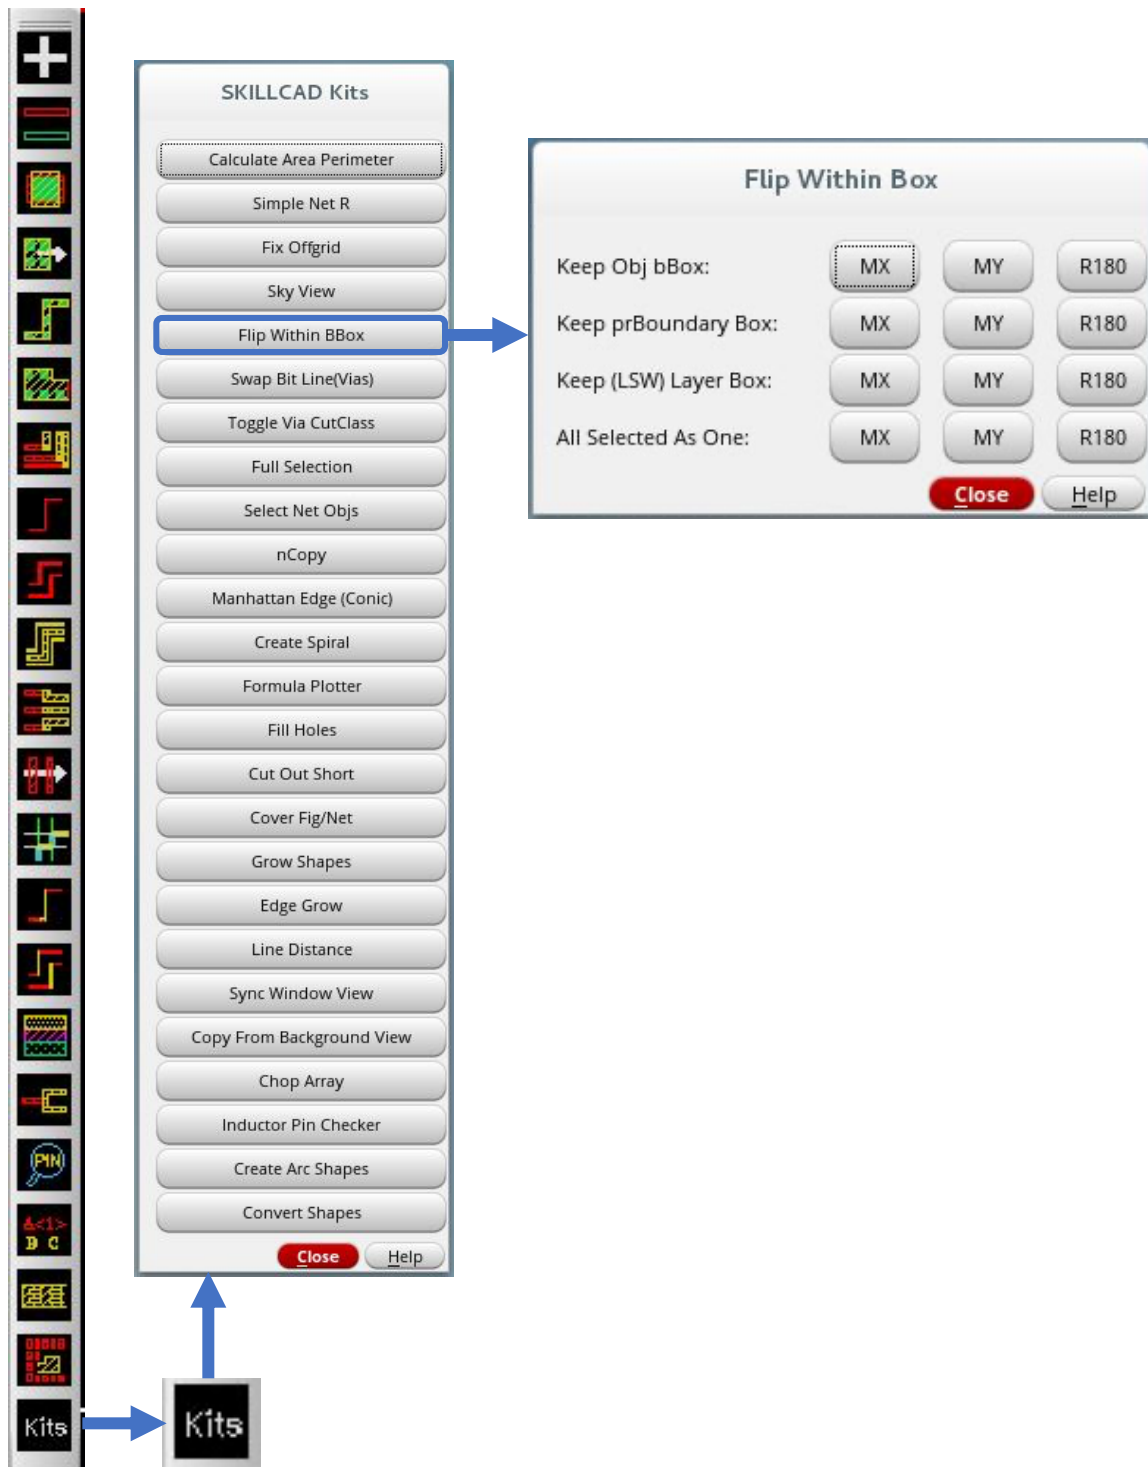 SKILLCAD Kits
Calculate Area Perimeter
Simple Net R
Fix Offgrid
Sky View
Flip Within BBox
Swap Bit Line(Vias)
Toggle Via CutClass
Full Selection
Select Net Objs
nCopy
Manhattan Edge (Conic)
Create Spiral
Formula Plotter
Fill Holes
Cut Out Short
Cover Fig/Net
Grow Shapes
Edge Grow
Line Distance
Sync Window View
Copy From Background View
Chop Array
Inductor Pin Checker
Create Arc Shapes
Convert Shapes
Close Help
Flip Within Box
Keep Obj bBox: MX MY R180
Keep prBoundary Box: MX MY R180
Keep (LSW) Layer Box: MX MY R180
All Selected As One: MX MY R180
Close Help
PIN
A<1>
B C
Kits
Kits